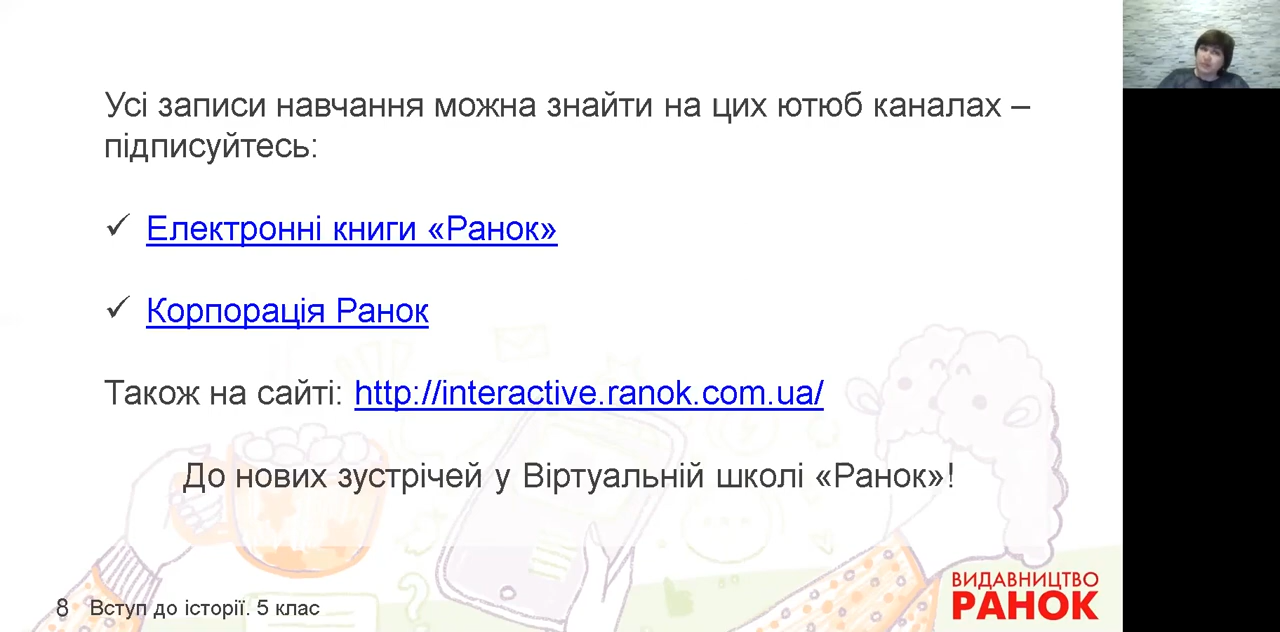 Усі записи навчання можна знайти на цих ютюб каналах –
підписуйтесь:
✓ Електронні книги «Ранок»
✓ Корпорація Ранок
Також на сайті: http://interactive.ranok.com.ua/
До нових зустрічей у Віртуальній школі «Ранок»!
8 Вступ до історії. 5 клас
ВИДАВНИЦТВО
РАНОК